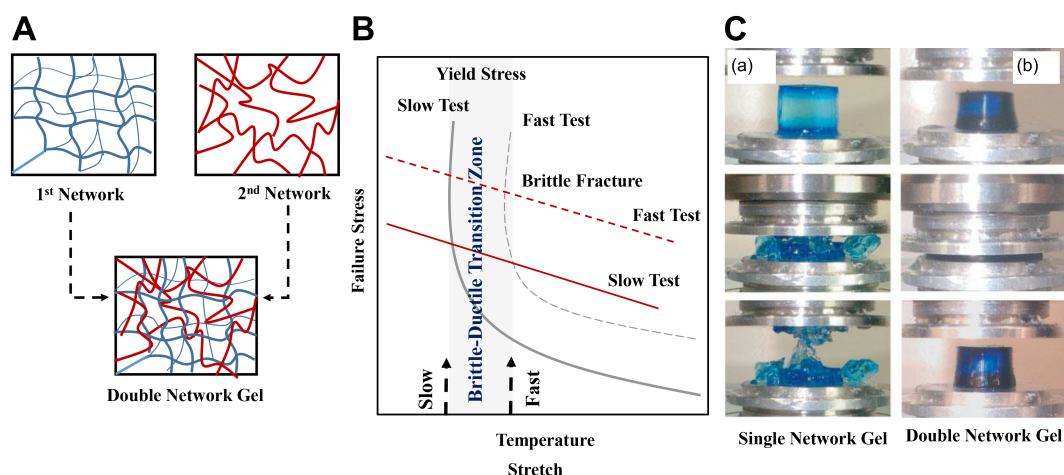 A
1st Network
2nd Network
Double Network Gel
B
Yield Stress
Slow Test
Fast Test
Brittle Fracture
Fast Test
Slow Test
Brittle-Ductile Transition Zone
Failure Stress
Slow
Fast
Temperature
Stretch
C
(a)
(b)
Single Network Gel
Double Network Gel